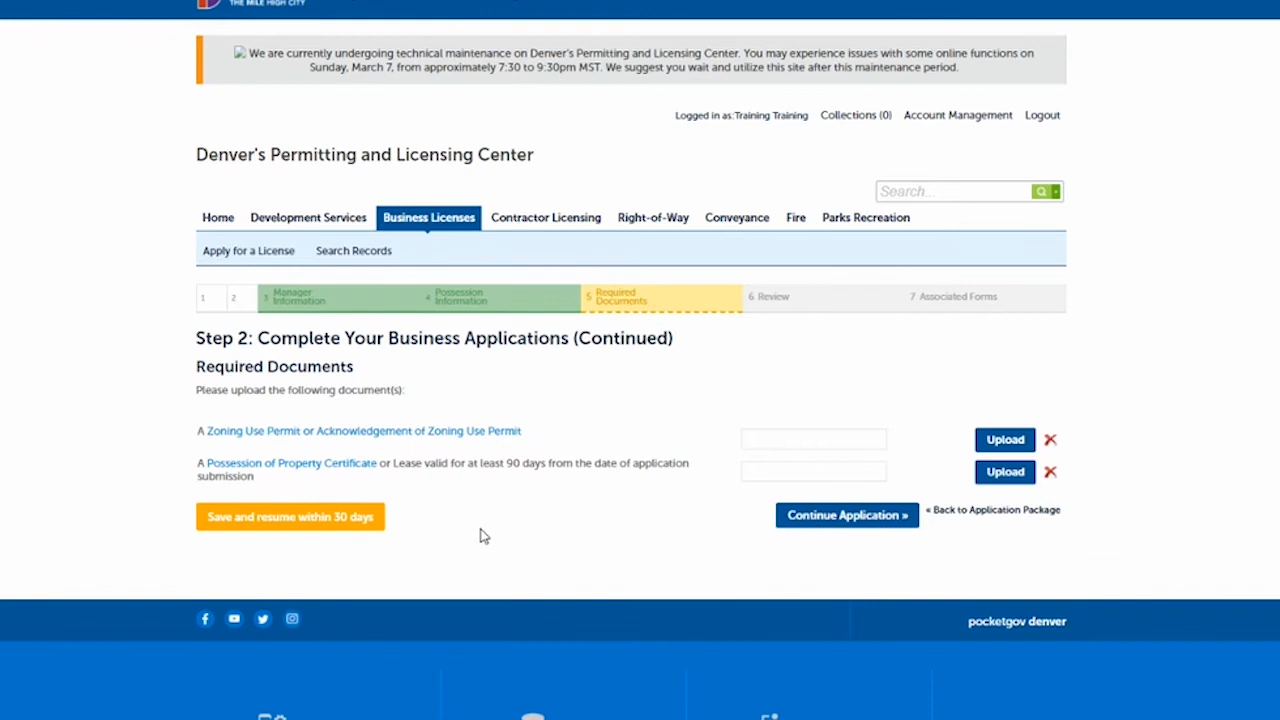 THE MILE HIGH CITY
We are currently undergoing technical maintenance on Denver's Permitting and Licensing Center. You may experience issues with some online functions on
Sunday, March 7, from approximately 7:30 to 9:30pm MST. We suggest you wait and utilize this site after this maintenance period.
Logged in as:Training Training Collections (0) Account Management Logout
Denver's Permitting and Licensing Center
Search...
Home Development Services Business Licenses Contractor Licensing Right-of-Way Conveyance Fire Parks Recreation
Apply for a License Search Records
1 2 3 Manager Information 4 Possession Information 5 Required Documents 6 Review 7 Associated Forms
Step 2: Complete Your Business Applications (Continued)
Required Documents
Please upload the following document(s):
A Zoning Use Permit or Acknowledgement of Zoning Use Permit Upload
A Possession of Property Certificate or Lease valid for at least 90 days from the date of application Upload
submission
Save and resume within 30 days Continue Application » « Back to Application Package
pocketgov denver